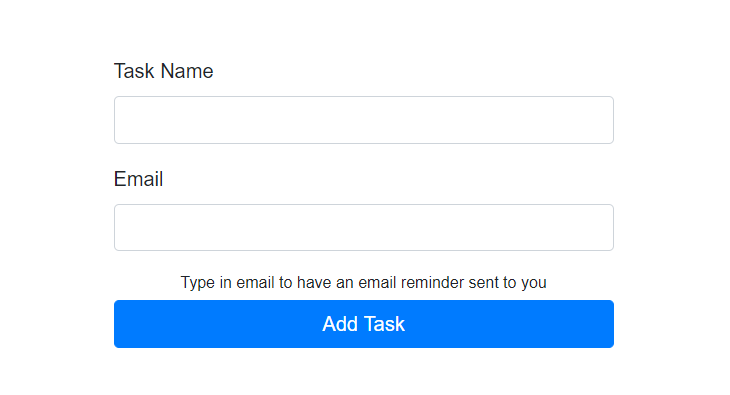 Task Name
Email
Type in email to have an email reminder sent to you
Add Task